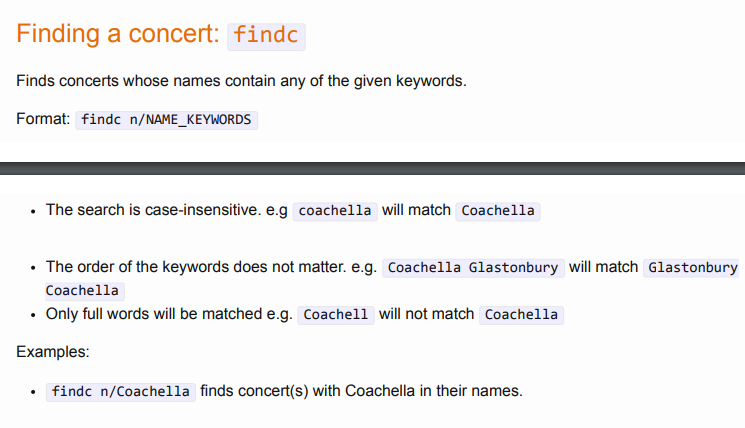 Finding a concert: findc
Finds concerts whose names contain any of the given keywords.
Format: findc n/NAME_KEYWORDS
• The search is case-insensitive. e.g coachella will match Coachella
• The order of the keywords does not matter. e.g. Coachella Glastonbury will match Glastonbury
Coachella
• Only full words will be matched e.g. Coachell will not match Coachella
Examples:
• findc n/Coachella finds concert(s) with Coachella in their names.